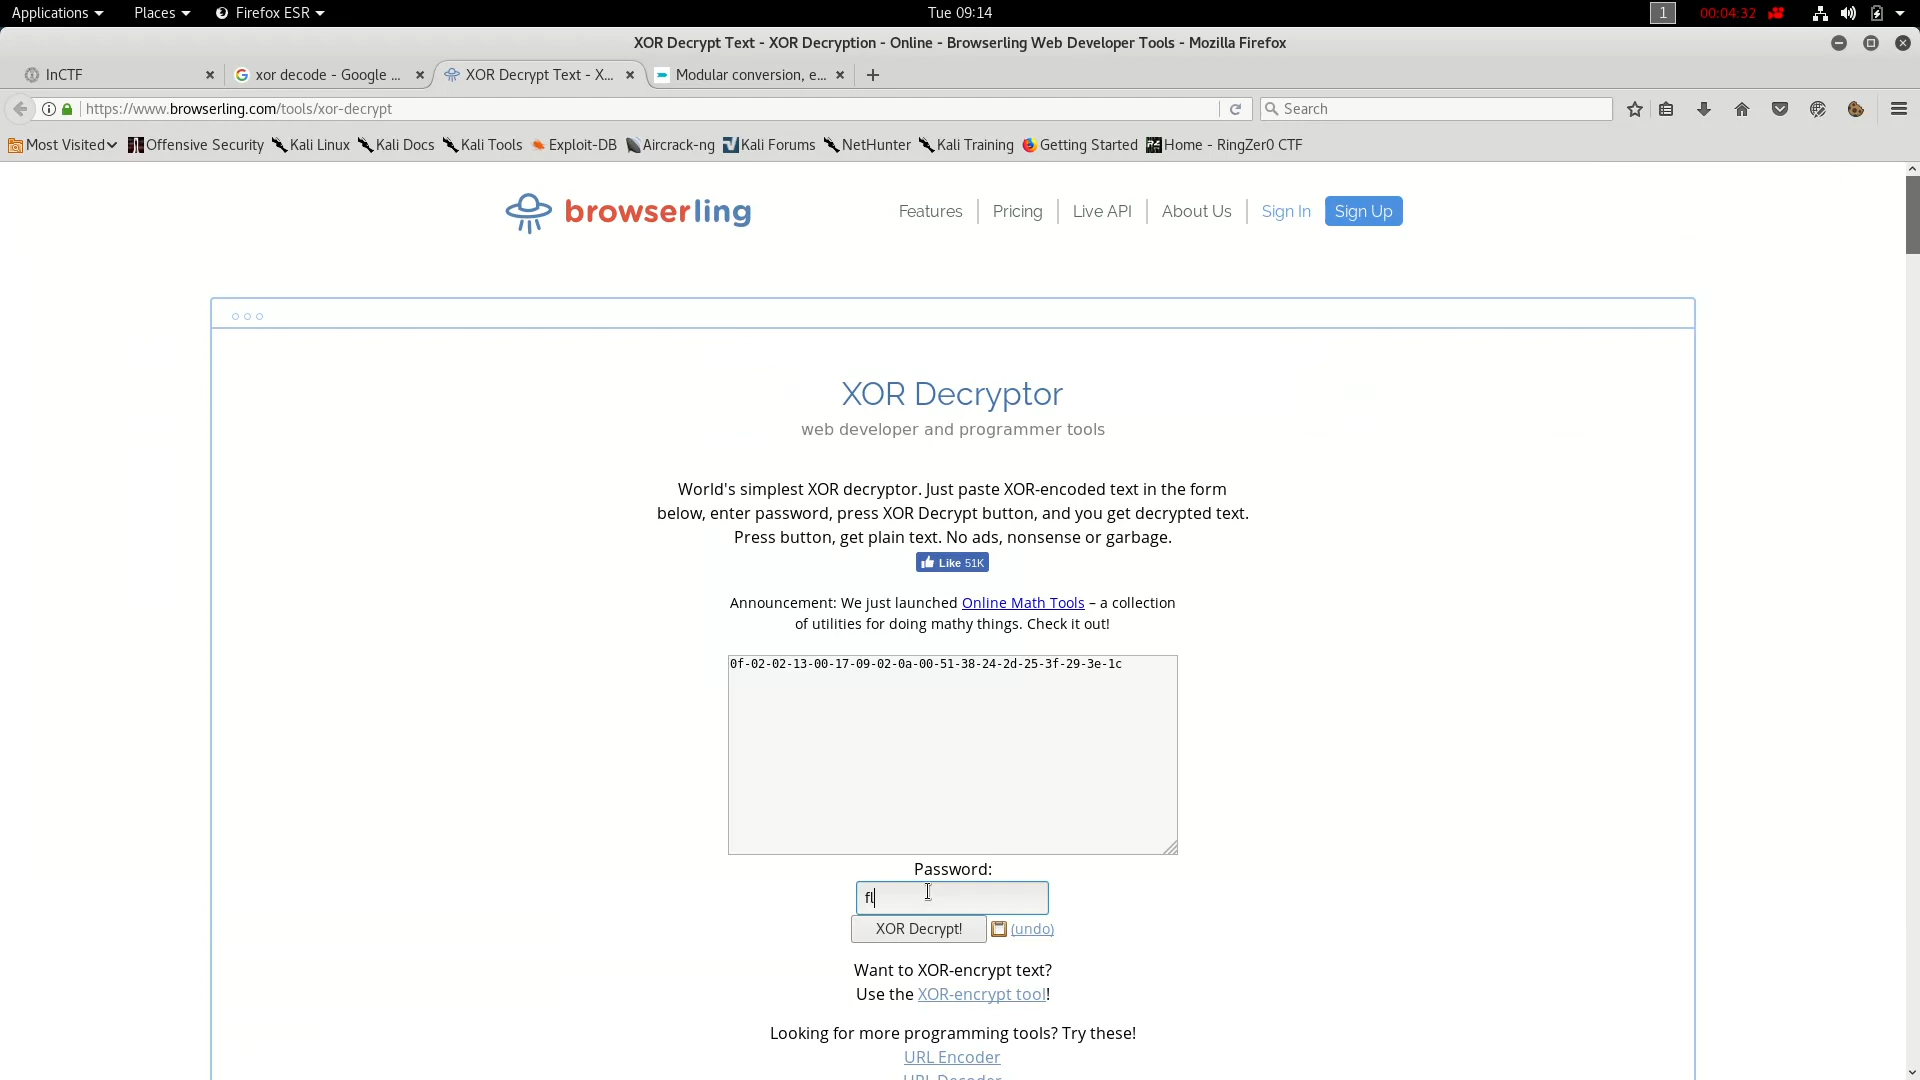 Applications Places Firefox ESR Tue 09:14 1 00:04:32
XOR Decrypt Text - XOR Decryption - Online - Browserling Web Developer Tools - Mozilla Firefox
InCTF xor decode - Google ... XOR Decrypt Text - X... Modular conversion, e...
https://www.browserling.com/tools/xor-decrypt Search
Most Visited Offensive Security Kali Linux Kali Docs Kali Tools Exploit-DB Aircrack-ng Kali Forums NetHunter Kali Training Getting Started Home - RingZer0 CTF
browserling Features Pricing Live API About Us Sign In Sign Up
XOR Decryptor
web developer and programmer tools
World's simplest XOR decryptor. Just paste XOR-encoded text in the form
below, enter password, press XOR Decrypt button, and you get decrypted text.
Press button, get plain text. No ads, nonsense or garbage.
Like 51K
Announcement: We just launched Online Math Tools – a collection
of utilities for doing mathy things. Check it out!
0f-02-02-13-00-17-09-02-0a-00-51-38-24-2d-25-3f-29-3e-1c
Password:
fl
XOR Decrypt! (undo)
Want to XOR-encrypt text?
Use the XOR-encrypt tool!
Looking for more programming tools? Try these!
URL Encoder
URL Decoder